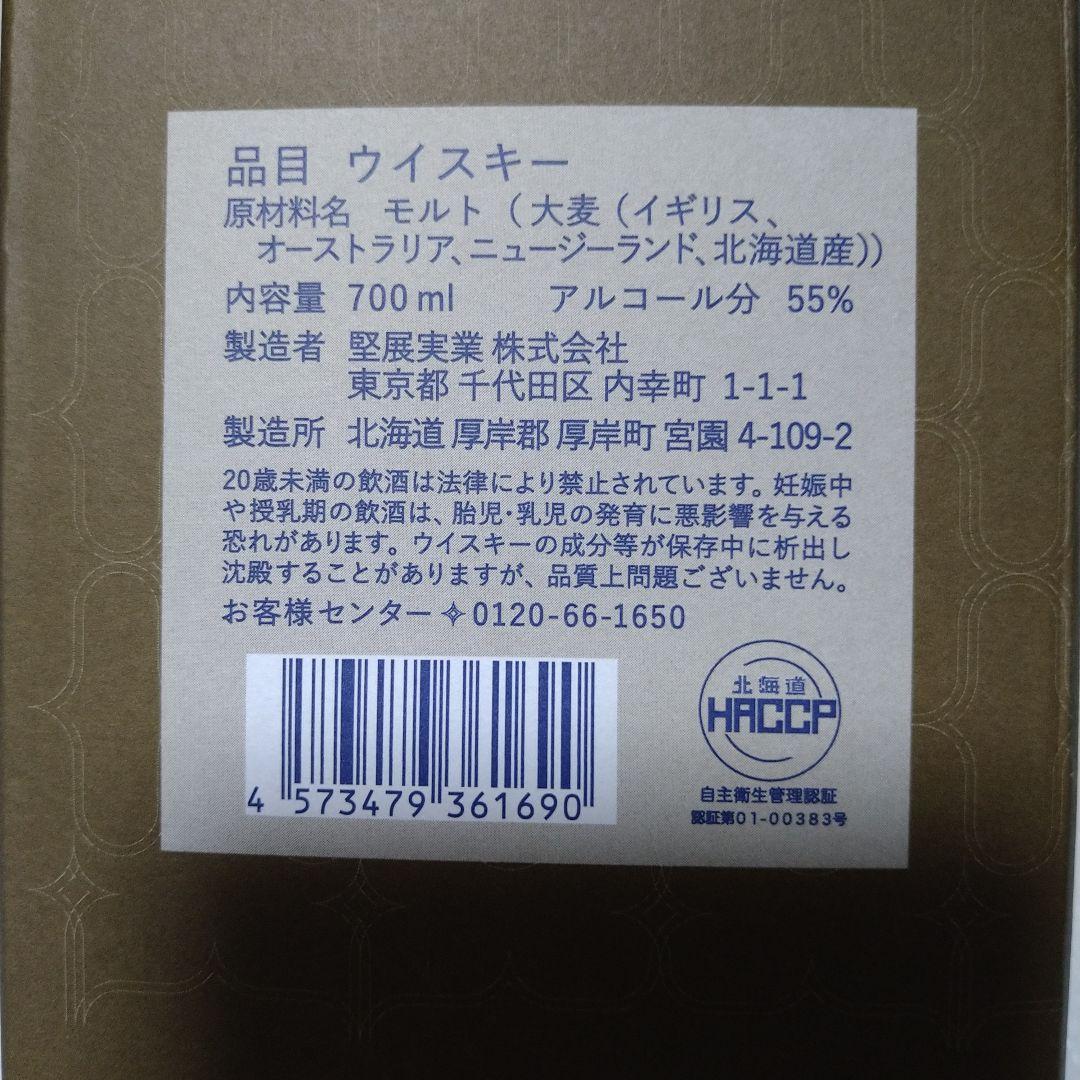 品目 ウイスキー
原材料名 モルト（大麦（イギリス、
オーストラリア、ニュージーランド、北海道産））
内容量 700ml アルコール分 55%
製造者 堅展実業 株式会社
東京都 千代田区 内幸町 1-1-1
製造所 北海道 厚岸郡 厚岸町 宮園 4-109-2
20歳未満の飲酒は法律により禁止されています。妊娠中
や授乳期の飲酒は、胎児・乳児の発育に悪影響を与える
恐れがあります。ウイスキーの成分等が保存中に析出し
沈殿することがありますが、品質上問題ございません。
お客様センター✧0120-66-1650
4 573479 361690
北海道
HACCP
自主衛生管理認証
認証第01-00383号